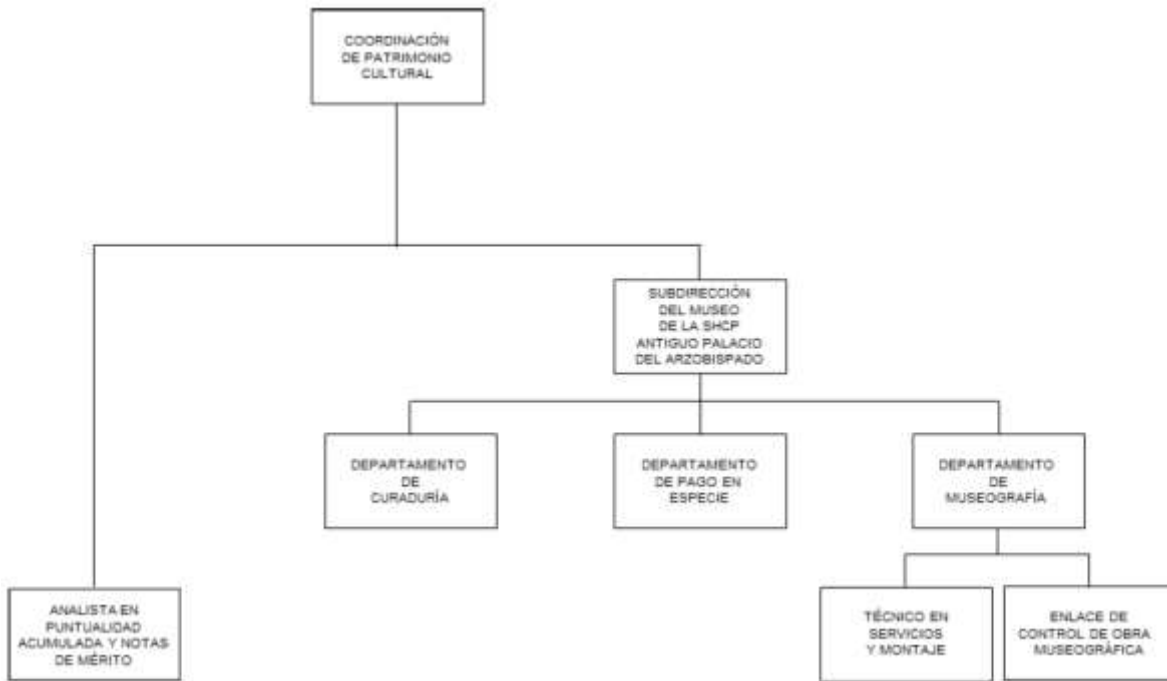 COORDINACIÓN
DE PATRIMONIO
CULTURAL
SUBDIRECCIÓN
DEL MUSEO
DE LA SHCP
ANTIGUO PALACIO
DEL ARZOBISPADO
DEPARTAMENTO
DE
CURADURÍA
DEPARTAMENTO
DE PAGO EN
ESPECIE
DEPARTAMENTO
DE
MUSEOGRAFÍA
ANALISTA EN
PUNTUALIDAD
ACUMULADA Y NOTAS
DE MÉRITO
TÉCNICO EN
SERVICIOS
Y MONTAJE
ENLACE DE
CONTROL DE OBRA
MUSEOGRÁFICA